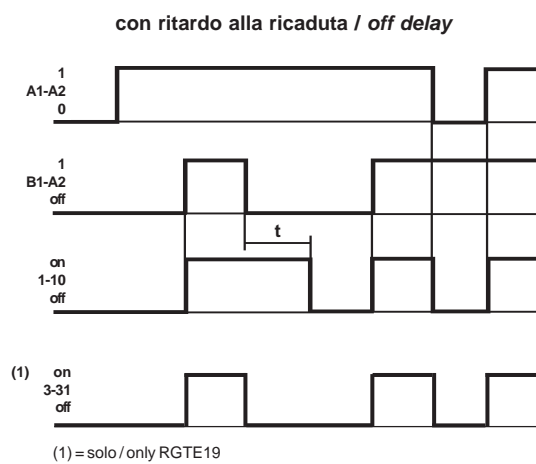 con ritardo alla ricaduta / off delay
1
A1-A2
0
1
B1-A2
off
t
on
1-10
off
(1) on
3-31
off
(1) = solo / only RGTE19